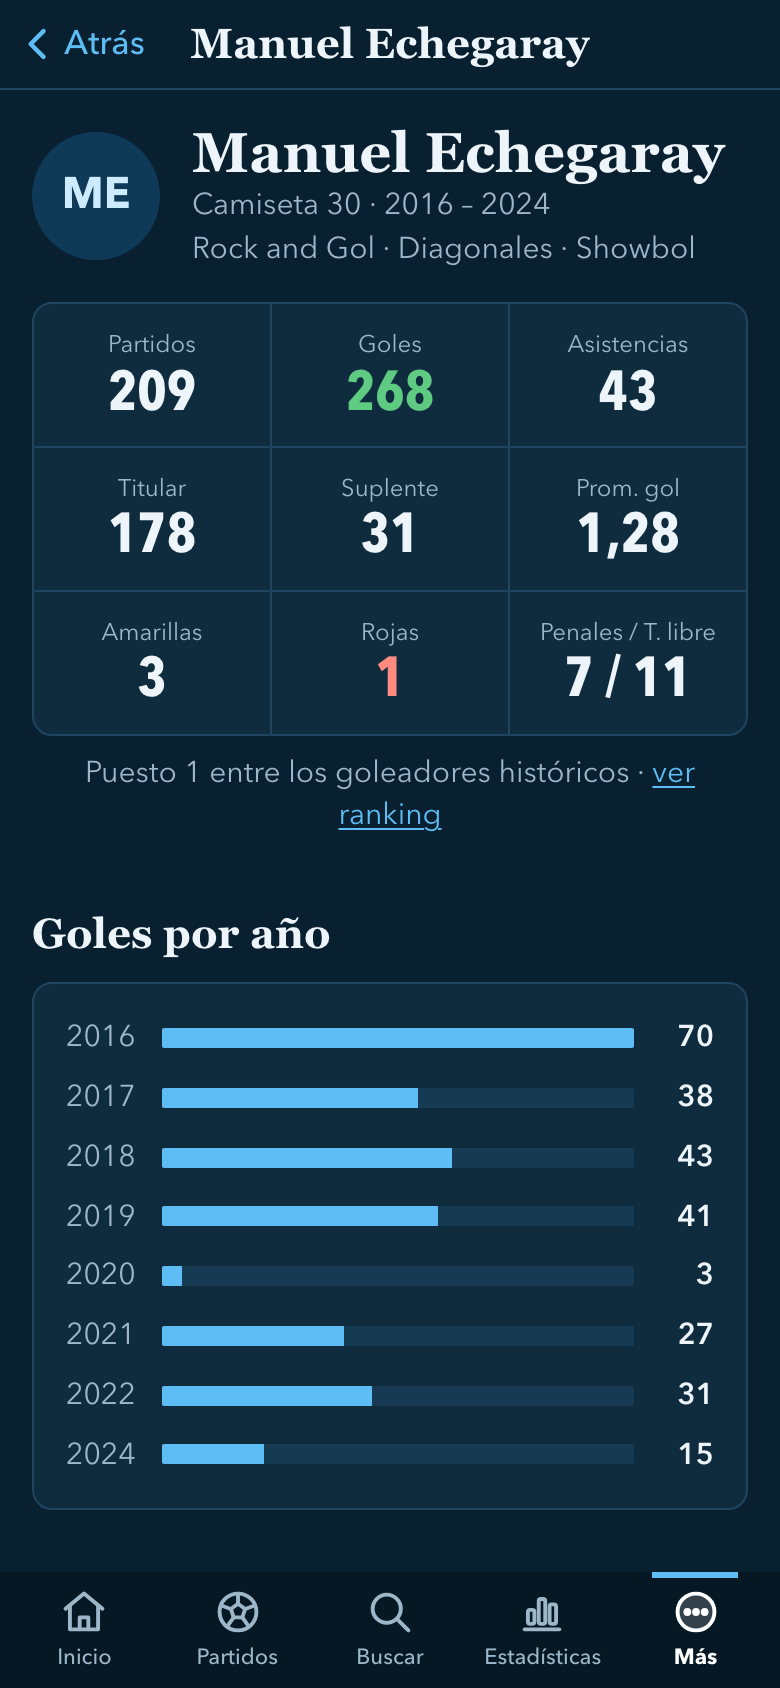 Atrás Manuel Echegaray
ME
Manuel Echegaray
Camiseta 30 · 2016 – 2024
Rock and Gol · Diagonales · Showbol
Partidos Goles Asistencias
209 268 43
Titular Suplente Prom. gol
178 31 1,28
Amarillas Rojas Penales / T. libre
3 1 7 / 11
Puesto 1 entre los goleadores históricos · ver
ranking
Goles por año
2016 70
2017 38
2018 43
2019 41
2020 3
2021 27
2022 31
2024 15
Inicio Partidos Buscar Estadísticas Más